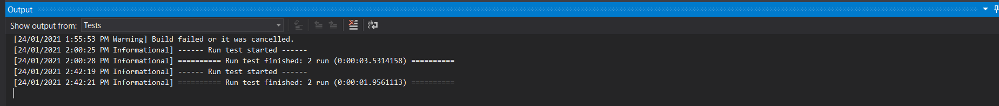 Output
Show output from: Tests
[24/01/2021 1:55:53 PM Warning] Build failed or it was cancelled.
[24/01/2021 2:00:25 PM Informational] ------ Run test started ------
[24/01/2021 2:00:28 PM Informational] ========== Run test finished: 2 run (0:00:03.5314158) ==========
[24/01/2021 2:42:19 PM Informational] ------ Run test started ------
[24/01/2021 2:42:21 PM Informational] ========== Run test finished: 2 run (0:00:01.9561113) ==========